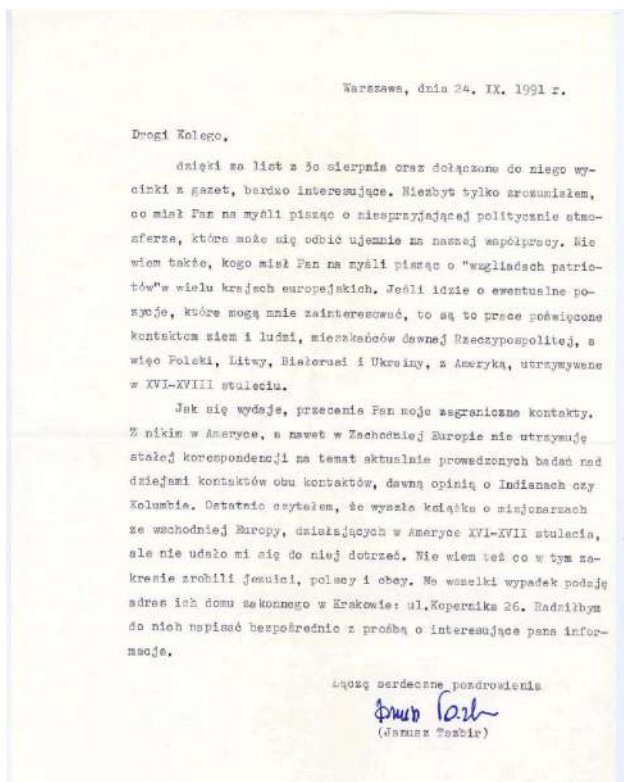 Warszawa, dnia 24. IX. 1991 r.
Drogi Kolego,
dzięki za list z 3o sierpnia oraz dołączone do niego wy-
cinki z gazet, bardzo interesujące. Niezbyt tylko zrozumiałem,
co miał Pan na myśli pisząc o niesprzyjającej politycznie atmo-
sferze, która może się odbić ujemnie na naszej współpracy. Nie
wiem także, kogo miał Pan na myśli pisząc o "wzgliadach patrio-
tów"w wielu krajach europejskich. Jeśli idzie o ewentualne po-
zycje, które mogą mnie zainteresować, to są to prace poświęcone
kontaktom ziem i ludzi, mieszkańców dawnej Rzeczypospolitej, a
więc Polski, Litwy, Białorusi i Ukrainy, z Ameryką, utrzymywane
w XVI-XVIII stuleciu.
Jak się wydaje, przecenia Pan moje zagraniczne kontakty.
Z nikim w Ameryce, a nawet w Zachodniej Europie nie utrzymuję
stałej korespondencji na temat aktualnie prowadzonych badań nad
dziejami kontaktów obu kontaktów, dawną opinią o Indianach czy
Kolumbie. Ostatnio czytałem, że wyszła książka o misjonarzach
ze wschodniej Europy, działających w Ameryce XVI-XVII stulecia,
ale nie udało mi się do niej dotrzeć. Nie wiem też co w tym za-
kresie zrobili jezuici, polscy i obcy. Na wszelki wypadek podaję
adres ich domu zakonnego w Krakowie: ul.Kopernika 26. Radziłbym
do nich napisać bezpośrednio z prośbą o interesujące pana infor-
macje.
Łączę serdeczne pozdrowienia
(Janusz Tazbir)